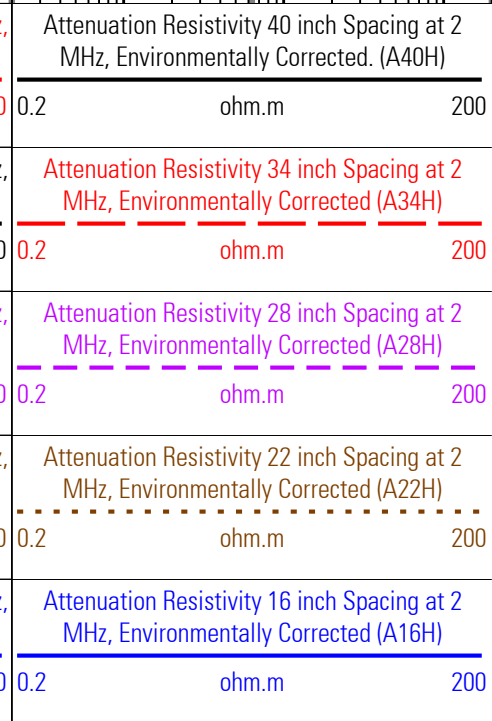 Attenuation Resistivity 40 inch Spacing at 2
MHz, Environmentally Corrected. (A40H)
0.2 ohm.m 200
Attenuation Resistivity 34 inch Spacing at 2
MHz, Environmentally Corrected (A34H)
0.2 ohm.m 200
Attenuation Resistivity 28 inch Spacing at 2
MHz, Environmentally Corrected (A28H)
0.2 ohm.m 200
Attenuation Resistivity 22 inch Spacing at 2
MHz, Environmentally Corrected (A22H)
0.2 ohm.m 200
Attenuation Resistivity 16 inch Spacing at 2
MHz, Environmentally Corrected (A16H)
0.2 ohm.m 200